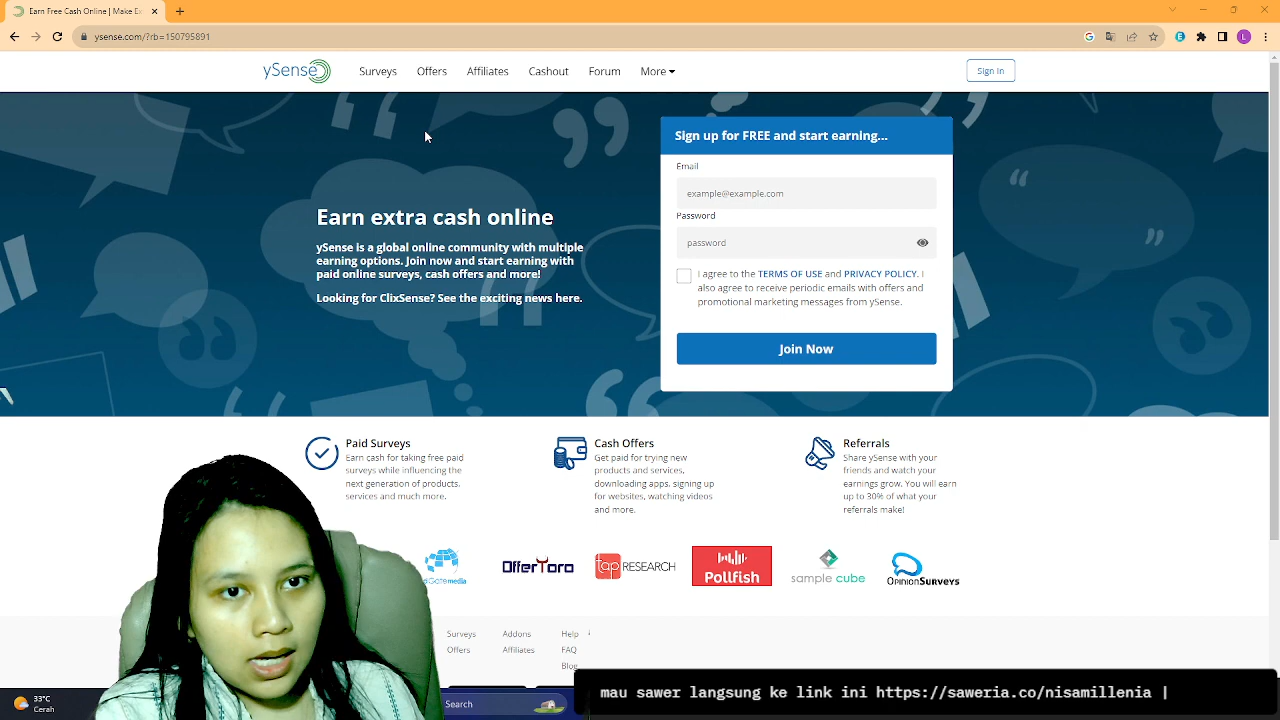 Earn Free Cash Online | Make Ex
ysense.com/?rb=150795891
ySense
Surveys
Offers
Affiliates
Cashout
Forum
More
Sign In
Earn extra cash online
ySense is a global online community with multiple
earning options. Join now and start earning with
paid online surveys, cash offers and more!
Looking for ClixSense? See the exciting news here.
Sign up for FREE and start earning...
Email
example@example.com
Password
password
I agree to the TERMS OF USE and PRIVACY POLICY. I
also agree to receive periodic emails with offers and
promotional marketing messages from ySense.
Join Now
Paid Surveys
Earn cash for taking free paid
surveys while influencing the
next generation of products,
services and much more.
Cash Offers
Get paid for trying new
products and services,
downloading apps, signing up
for websites, watching videos
and more.
Referrals
Share ySense with your
friends and watch your
earnings grow. You will earn
up to 30% of what your
referrals make!
OfferToro
tap RESEARCH
Pollfish
sample cube
OpinionSurveys
Surveys
Offers
Addons
Affiliates
Help
FAQ
Blog
33°C
Cerah
Search
mau sawer langsung ke link ini https://saweria.co/nisamillenia |